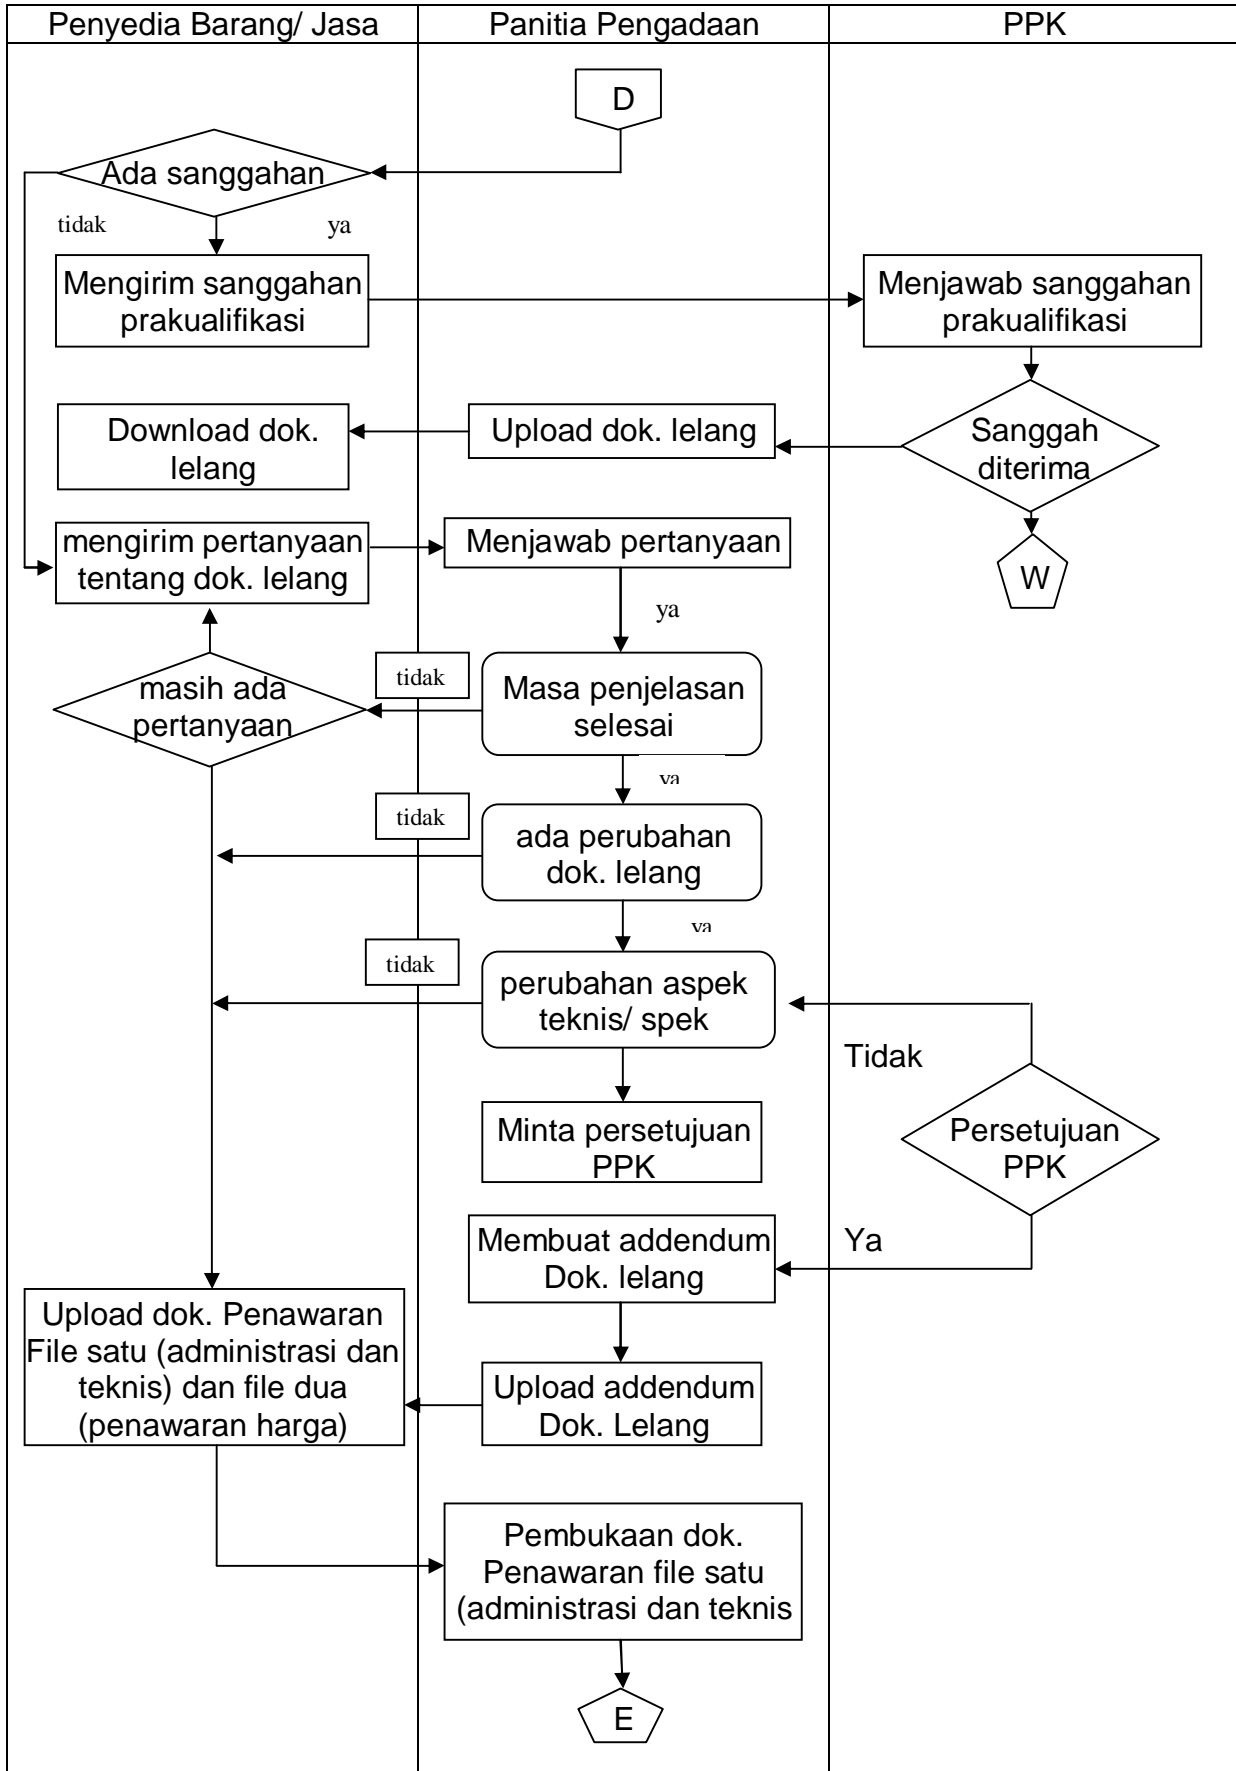 Penyedia Barang/ Jasa
Panitia Pengadaan
PPK
D
Ada sanggahan
tidak
ya
Mengirim sanggahan
prakualifikasi
Menjawab sanggahan
prakualifikasi
Download dok.
lelang
Upload dok. lelang
Sanggah
diterima
mengirim pertanyaan
tentang dok. lelang
Menjawab pertanyaan
W
ya
masih ada
pertanyaan
tidak
Masa penjelasan
selesai
ya
tidak
ada perubahan
dok. lelang
ya
tidak
perubahan aspek
teknis/ spek
Tidak
Minta persetujuan
PPK
Persetujuan
PPK
Membuat addendum
Dok. lelang
Ya
Upload dok. Penawaran
File satu (administrasi dan
teknis) dan file dua
(penawaran harga)
Upload addendum
Dok. Lelang
Pembukaan dok.
Penawaran file satu
(administrasi dan teknis
E